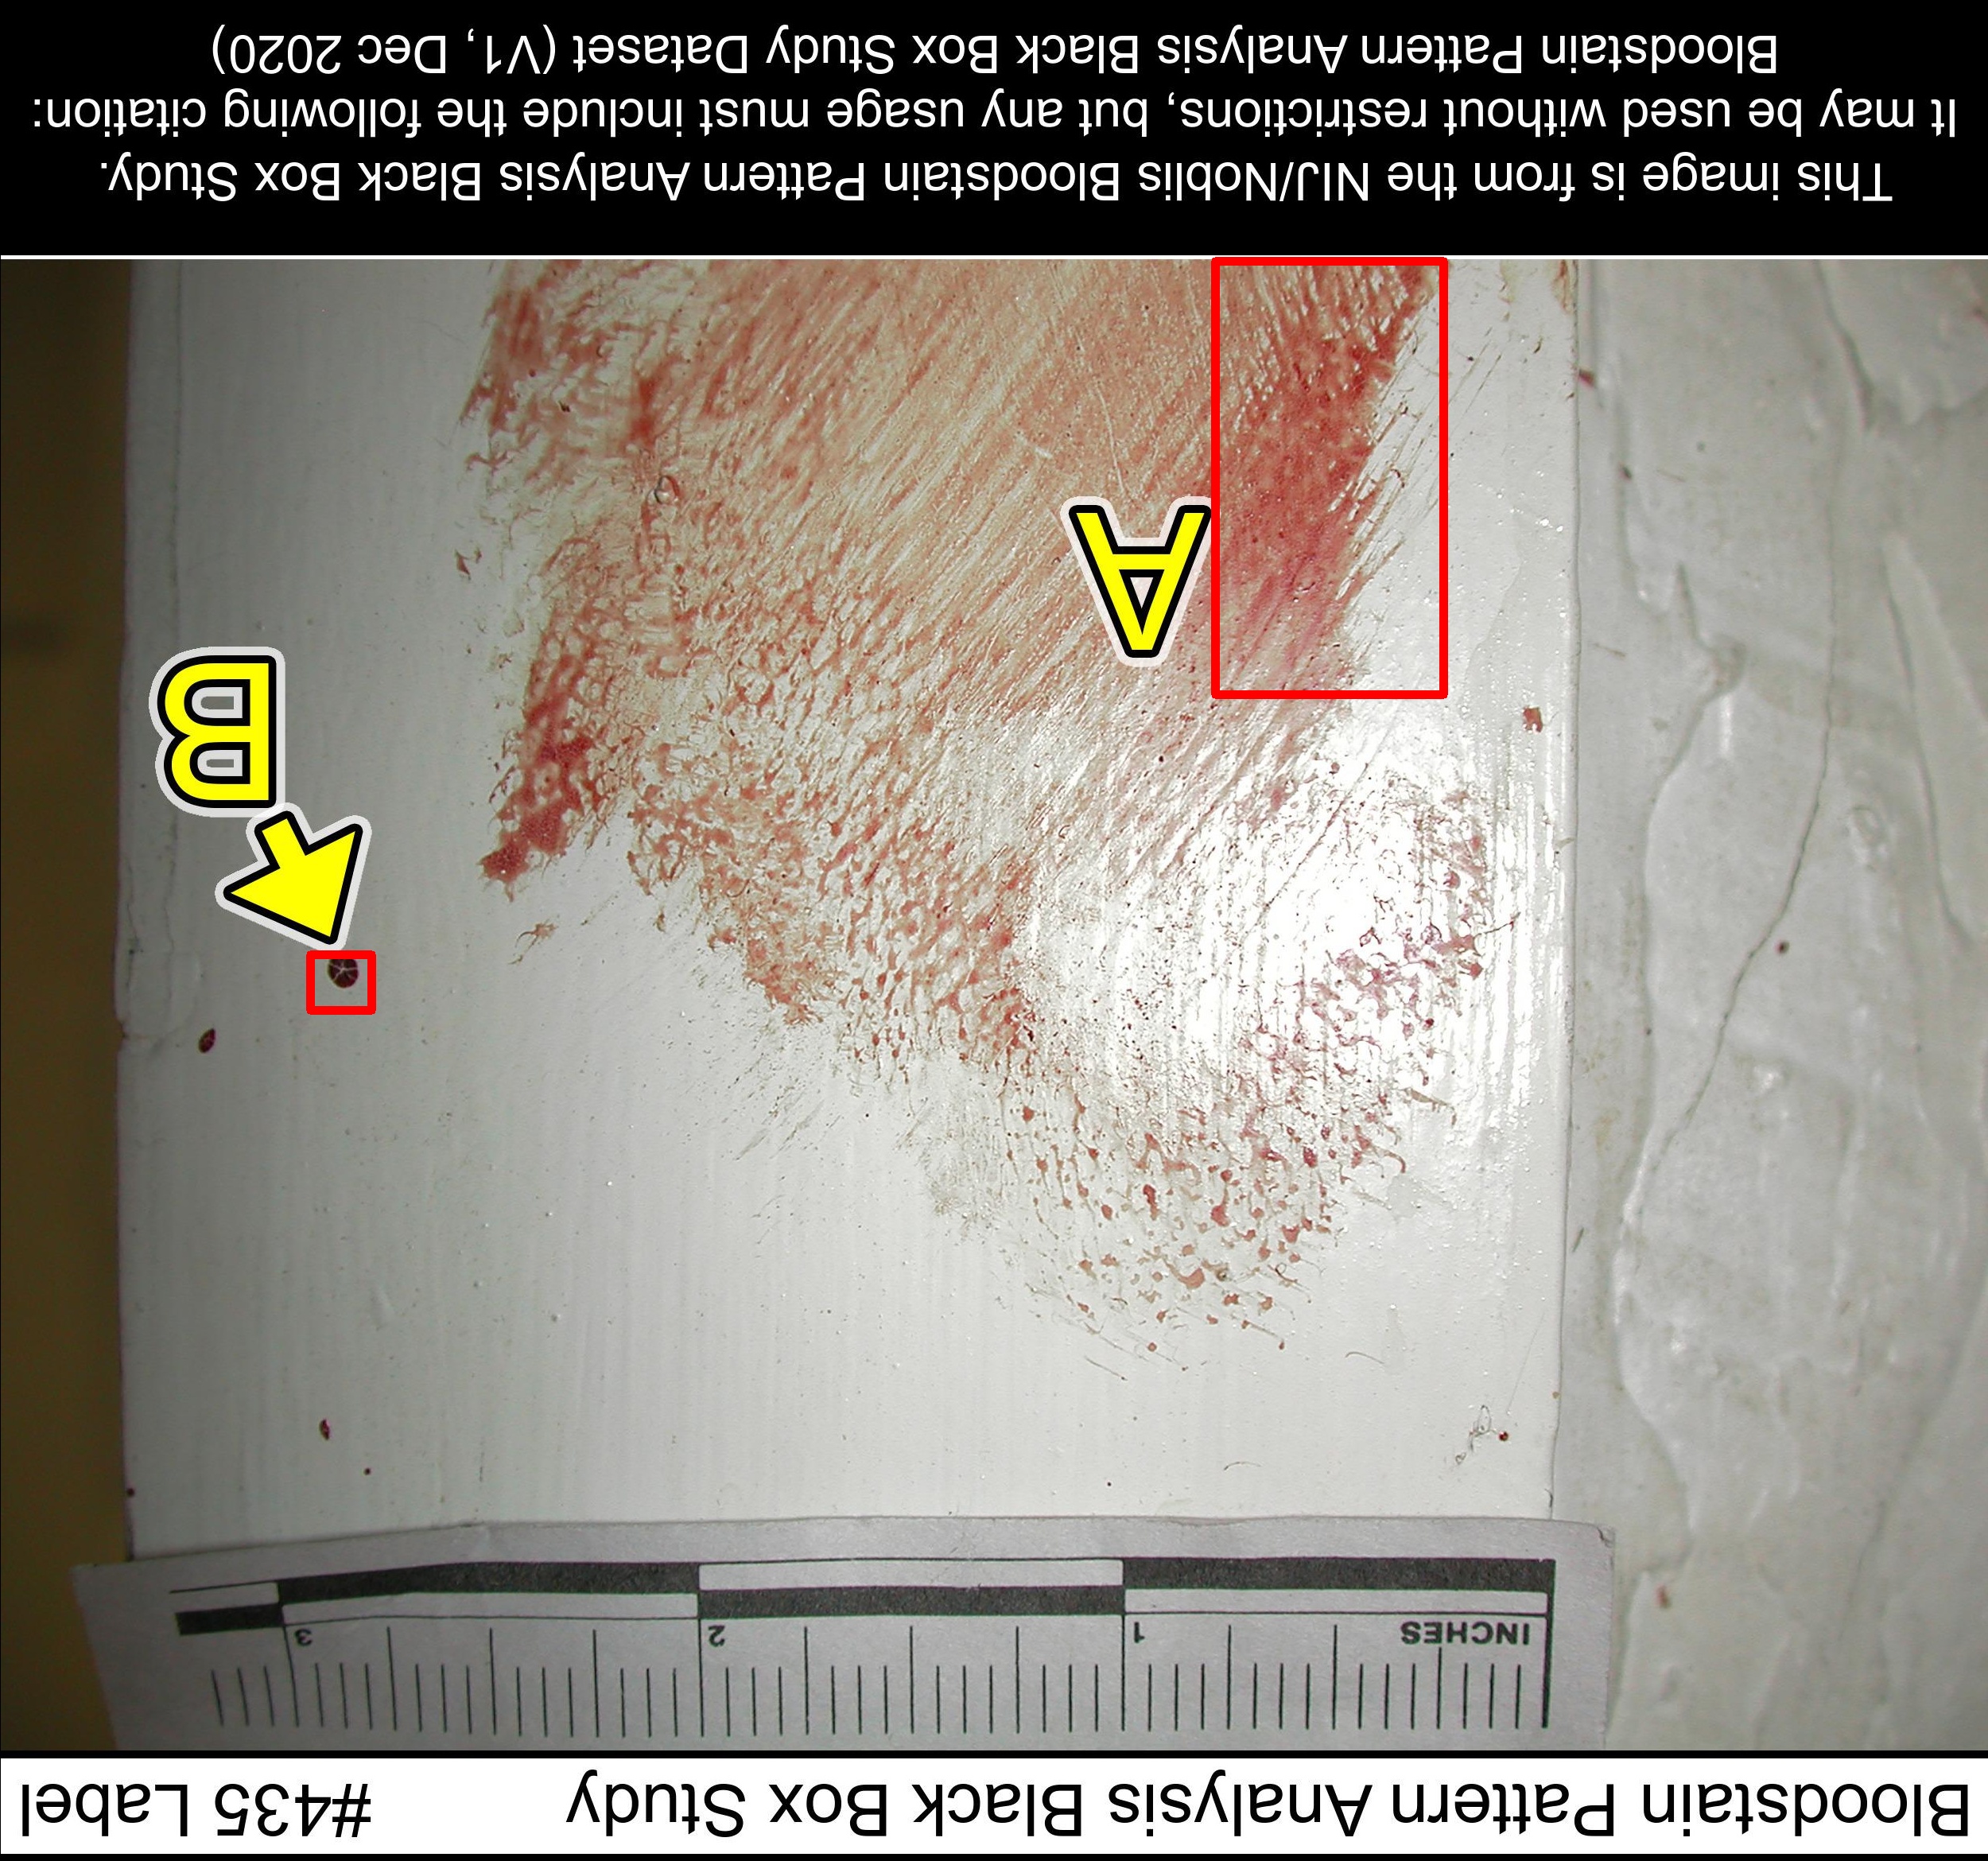 Bloodstain Pattern Analysis Black Box Study #435 Label
INCHES 1 2 3
B
A
This image is from the NIJ/Noblis Bloodstain Pattern Analysis Black Box Study.
It may be used without restrictions, but any usage must include the following citation:
Bloodstain Pattern Analysis Black Box Study Dataset (V1, Dec 2020)